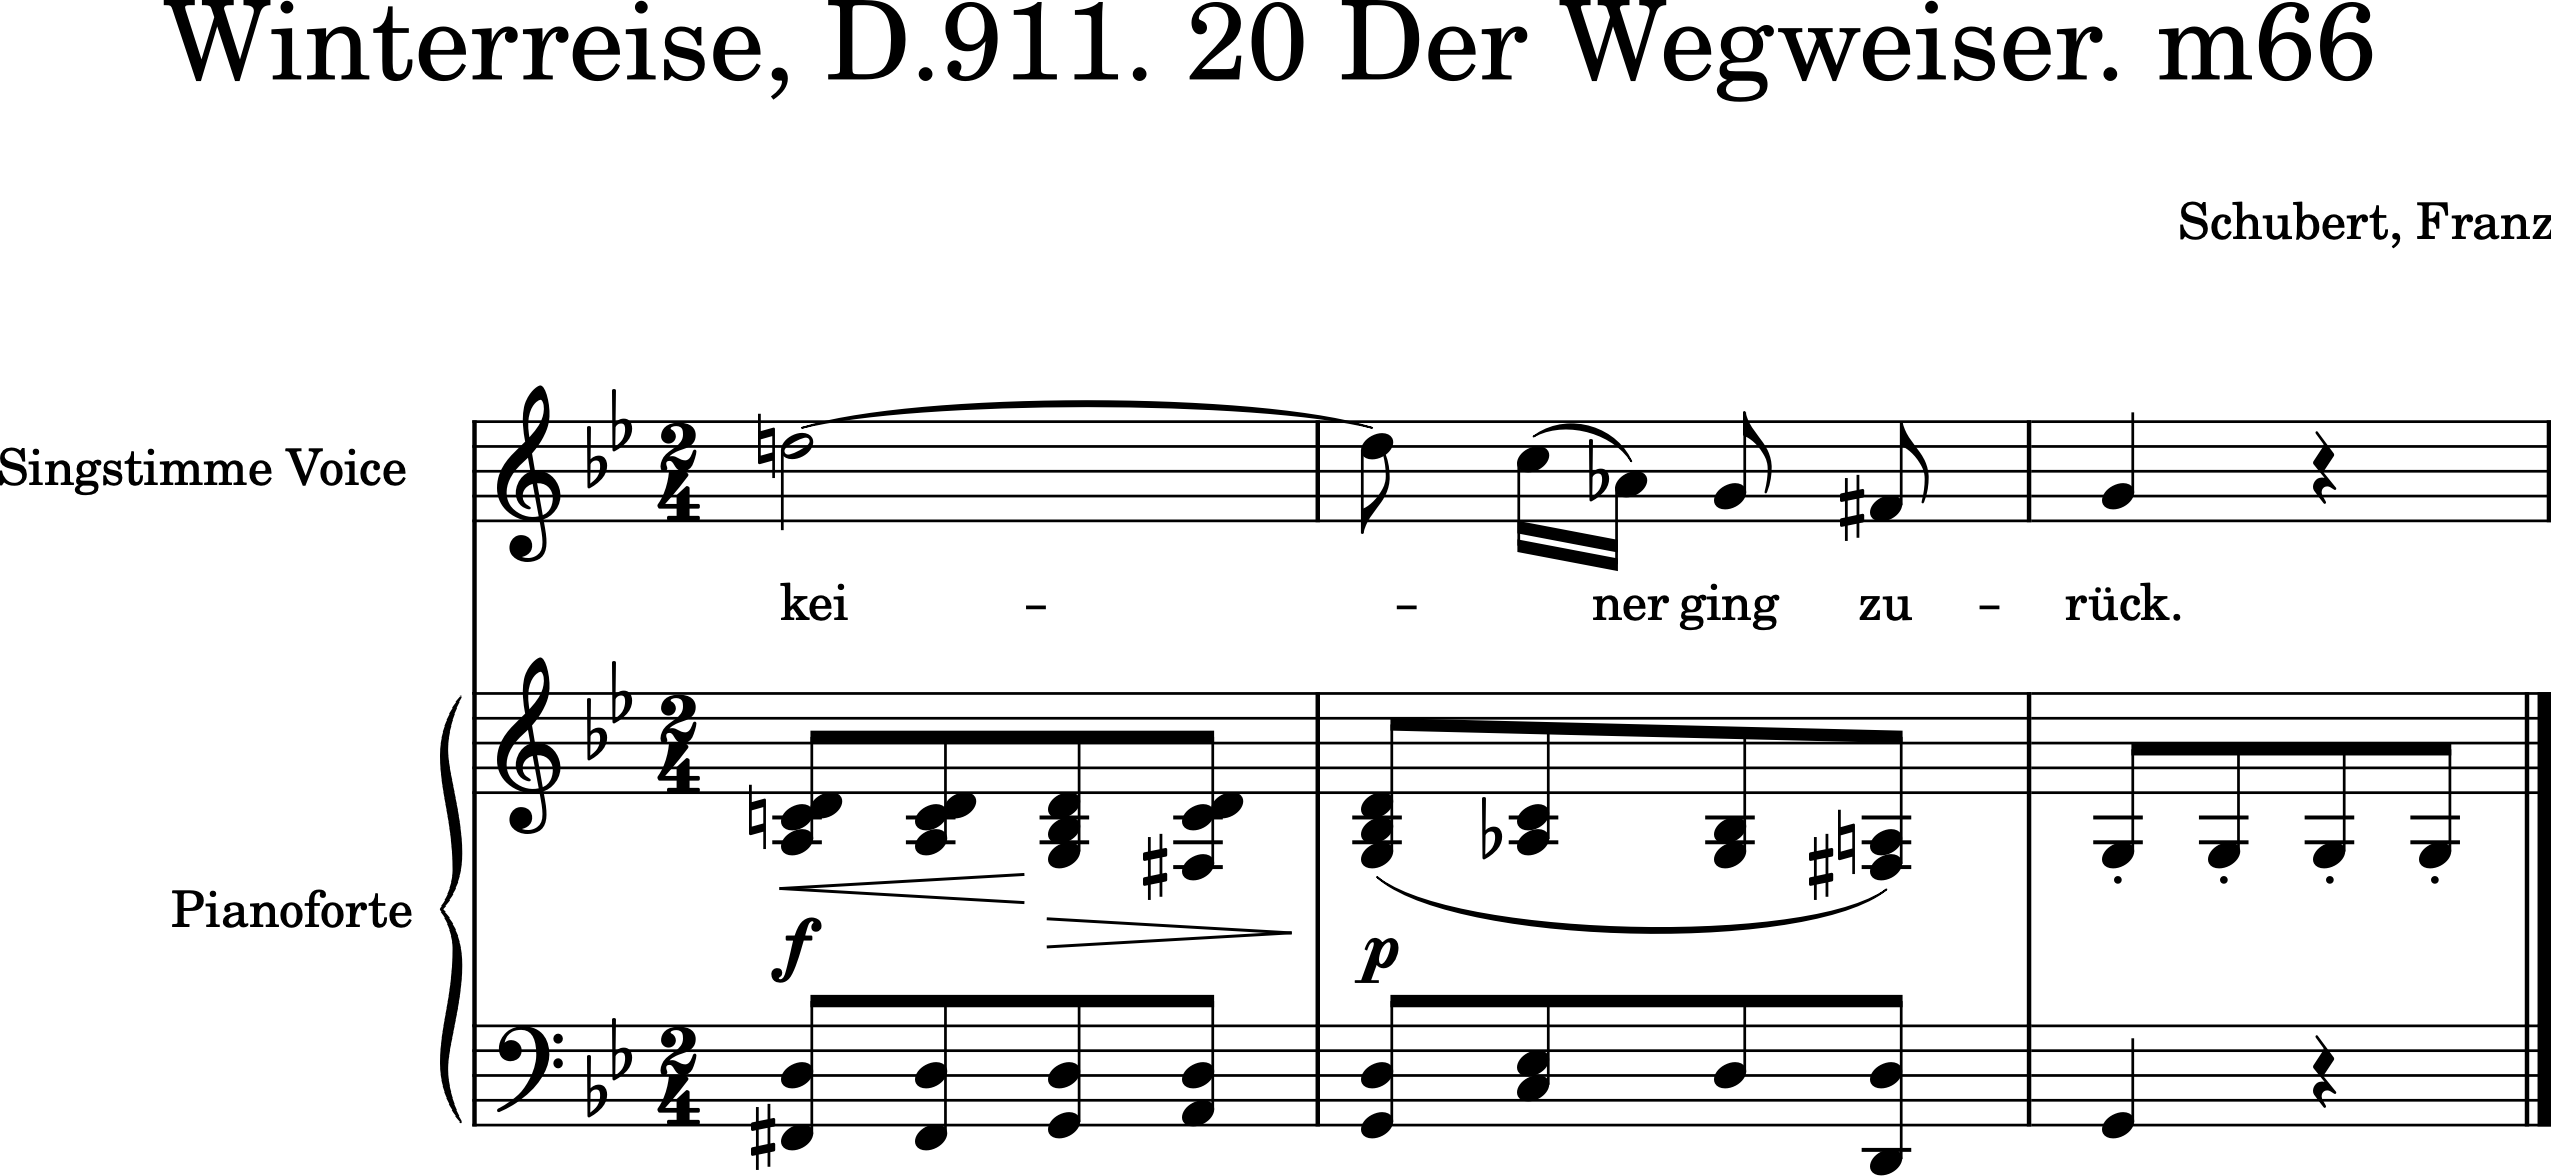 Winterreise, D.911. 20 Der Wegweiser. m66
Schubert, Franz
Singstimme Voice
kei – – ner ging zu – rück.
Pianoforte
f p